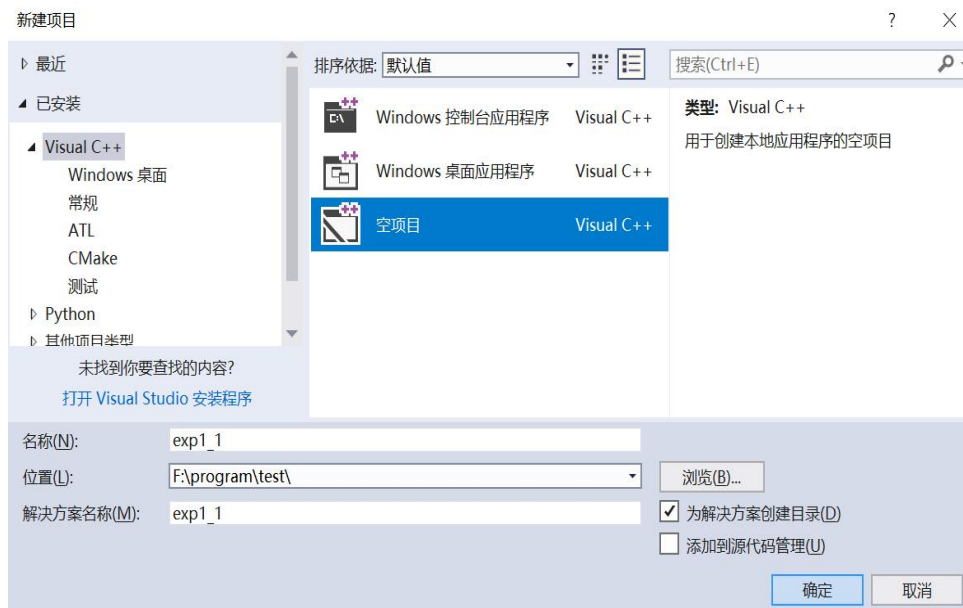 新建项目
?
最近
已安装
Visual C++
Windows 桌面
常规
ATL
CMake
测试
Python
其他项目类型
未找到你要查找的内容?
打开 Visual Studio 安装程序
排序依据: 默认值
Windows 控制台应用程序 Visual C++
Windows 桌面应用程序 Visual C++
空项目 Visual C++
搜索(Ctrl+E)
类型: Visual C++
用于创建本地应用程序的空项目
名称(N): exp1_1
位置(L): F:\program\test\
浏览(B)...
解决方案名称(M): exp1_1
为解决方案创建目录(D)
添加到源代码管理(U)
确定 取消